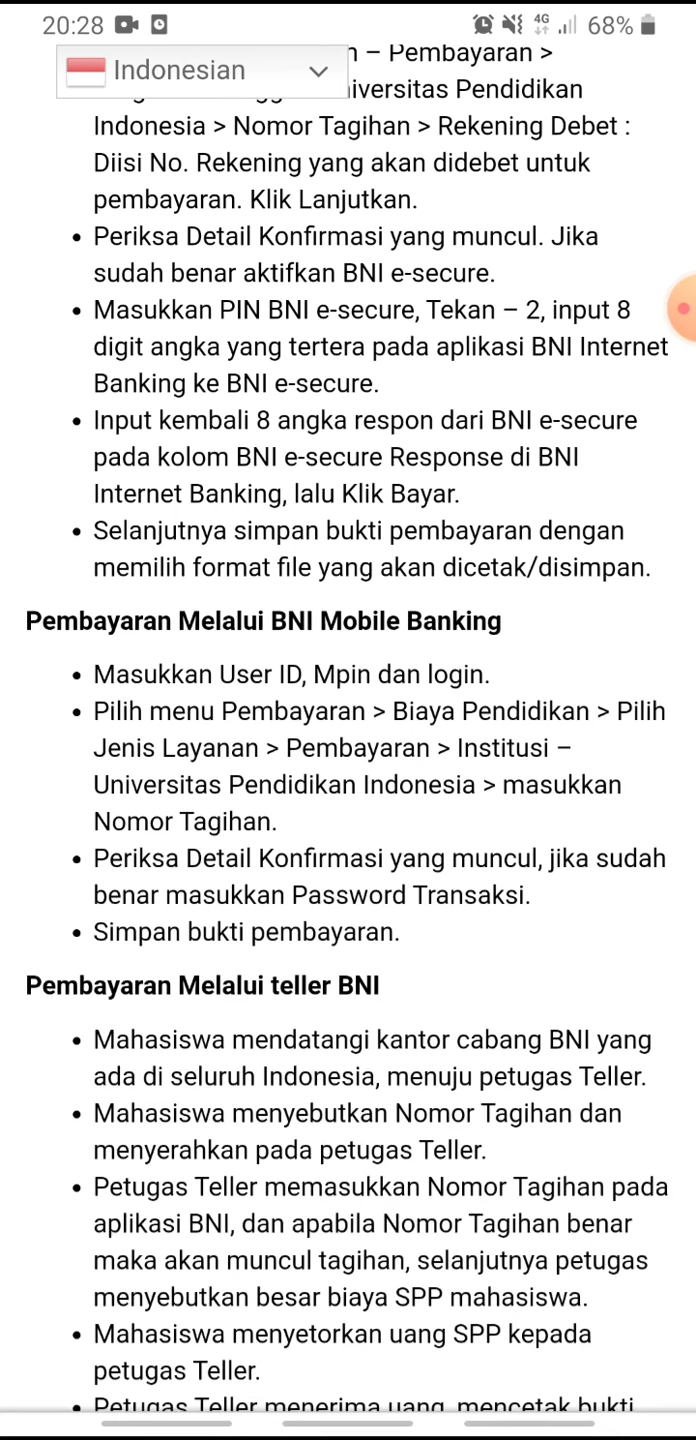 20:28 4G 68%
Indonesian
– Pembayaran >
Pendidikan
Indonesia > Nomor Tagihan > Rekening Debet :
Diisi No. Rekening yang akan didebet untuk
pembayaran. Klik Lanjutkan.
• Periksa Detail Konfirmasi yang muncul. Jika
sudah benar aktifkan BNI e-secure.
• Masukkan PIN BNI e-secure, Tekan – 2, input 8
digit angka yang tertera pada aplikasi BNI Internet
Banking ke BNI e-secure.
• Input kembali 8 angka respon dari BNI e-secure
pada kolom BNI e-secure Response di BNI
Internet Banking, lalu Klik Bayar.
• Selanjutnya simpan bukti pembayaran dengan
memilih format file yang akan dicetak/disimpan.
Pembayaran Melalui BNI Mobile Banking
• Masukkan User ID, Mpin dan login.
• Pilih menu Pembayaran > Biaya Pendidikan > Pilih
Jenis Layanan > Pembayaran > Institusi –
Universitas Pendidikan Indonesia > masukkan
Nomor Tagihan.
• Periksa Detail Konfirmasi yang muncul, jika sudah
benar masukkan Password Transaksi.
• Simpan bukti pembayaran.
Pembayaran Melalui teller BNI
• Mahasiswa mendatangi kantor cabang BNI yang
ada di seluruh Indonesia, menuju petugas Teller.
• Mahasiswa menyebutkan Nomor Tagihan dan
menyerahkan pada petugas Teller.
• Petugas Teller memasukkan Nomor Tagihan pada
aplikasi BNI, dan apabila Nomor Tagihan benar
maka akan muncul tagihan, selanjutnya petugas
menyebutkan besar biaya SPP mahasiswa.
• Mahasiswa menyetorkan uang SPP kepada
petugas Teller.
• Petugas Teller menerima uang, mencetak bukti